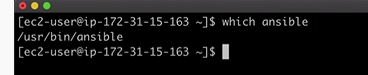 [ec2-user@ip-172-31-15-163 ~]$ which ansible
/usr/bin/ansible
[ec2-user@ip-172-31-15-163 ~]$